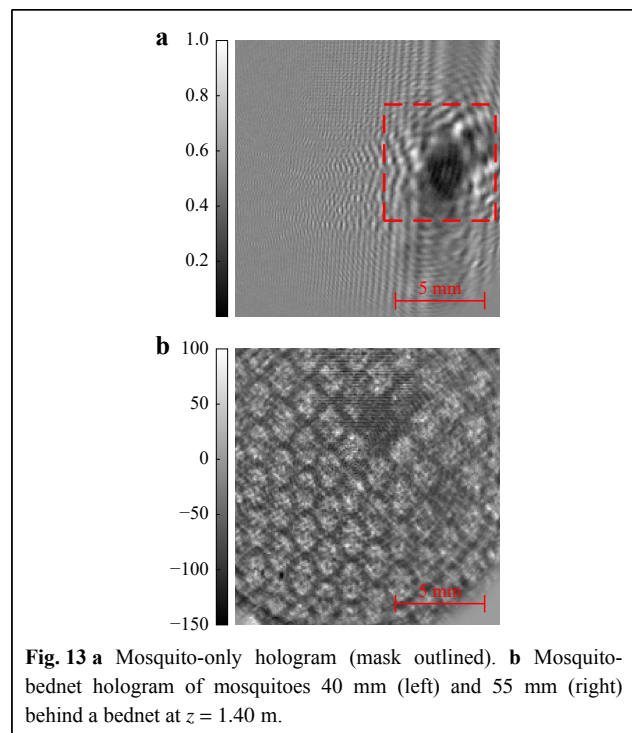 a
1.0
0.8
0.6
0.4
0.2
5 mm
b
100
50
0
−50
−100
−150
5 mm
Fig. 13 a Mosquito-only hologram (mask outlined). b Mosquito-
bednet hologram of mosquitoes 40 mm (left) and 55 mm (right)
behind a bednet at z = 1.40 m.